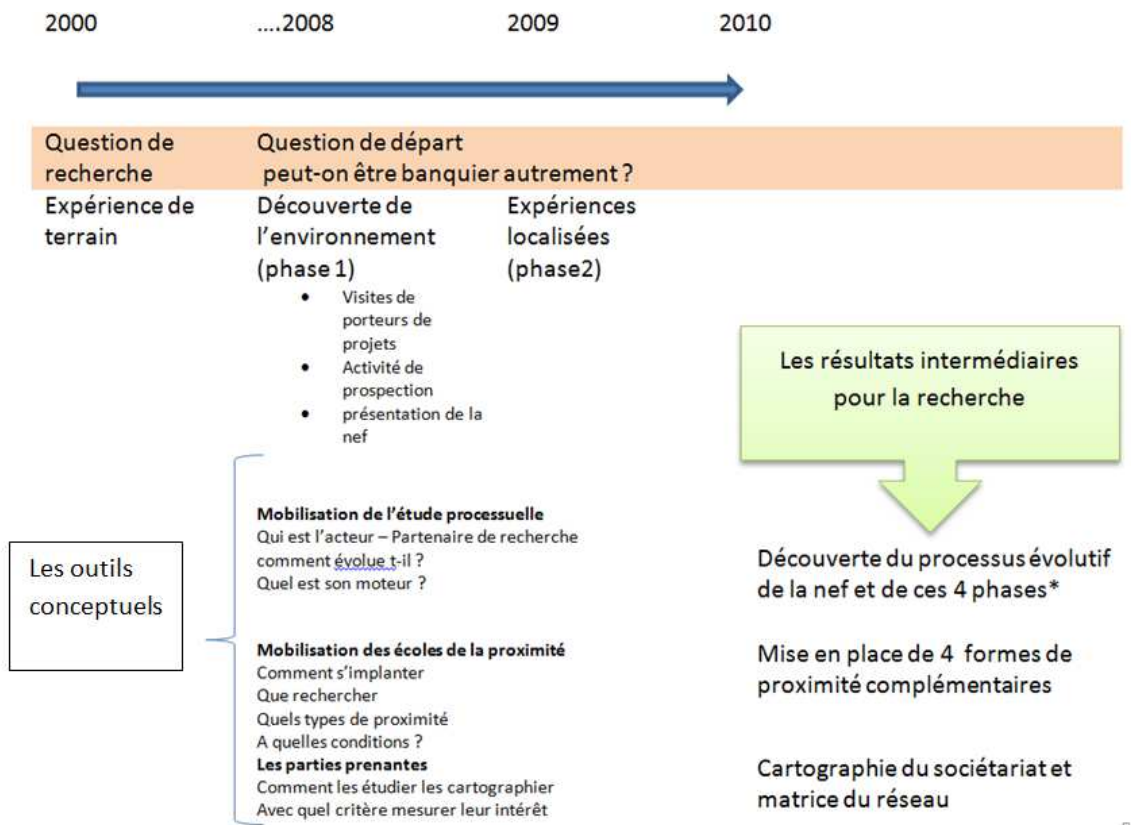 2000 ....2008 2009 2010
Question de
recherche
Question de départ
peut-on être banquier autrement ?
Expérience de
terrain
Découverte de
l'environnement
(phase 1)
Expériences
localisées
(phase2)
• Visites de
porteurs de
projets
• Activité de
prospection
• présentation de la
nef
Les résultats intermédiaires
pour la recherche
Les outils
conceptuels
Mobilisation de l'étude processuelle
Qui est l'acteur – Partenaire de recherche
comment évolue t-il ?
Quel est son moteur ?
Découverte du processus évolutif
de la nef et de ces 4 phases*
Mobilisation des écoles de la proximité
Comment s'implanter
Que rechercher
Quels types de proximité
A quelles conditions ?
Mise en place de 4 formes de
proximité complémentaires
Les parties prenantes
Comment les étudier les cartographier
Avec quel critère mesurer leur intérêt
Cartographie du sociétariat et
matrice du réseau